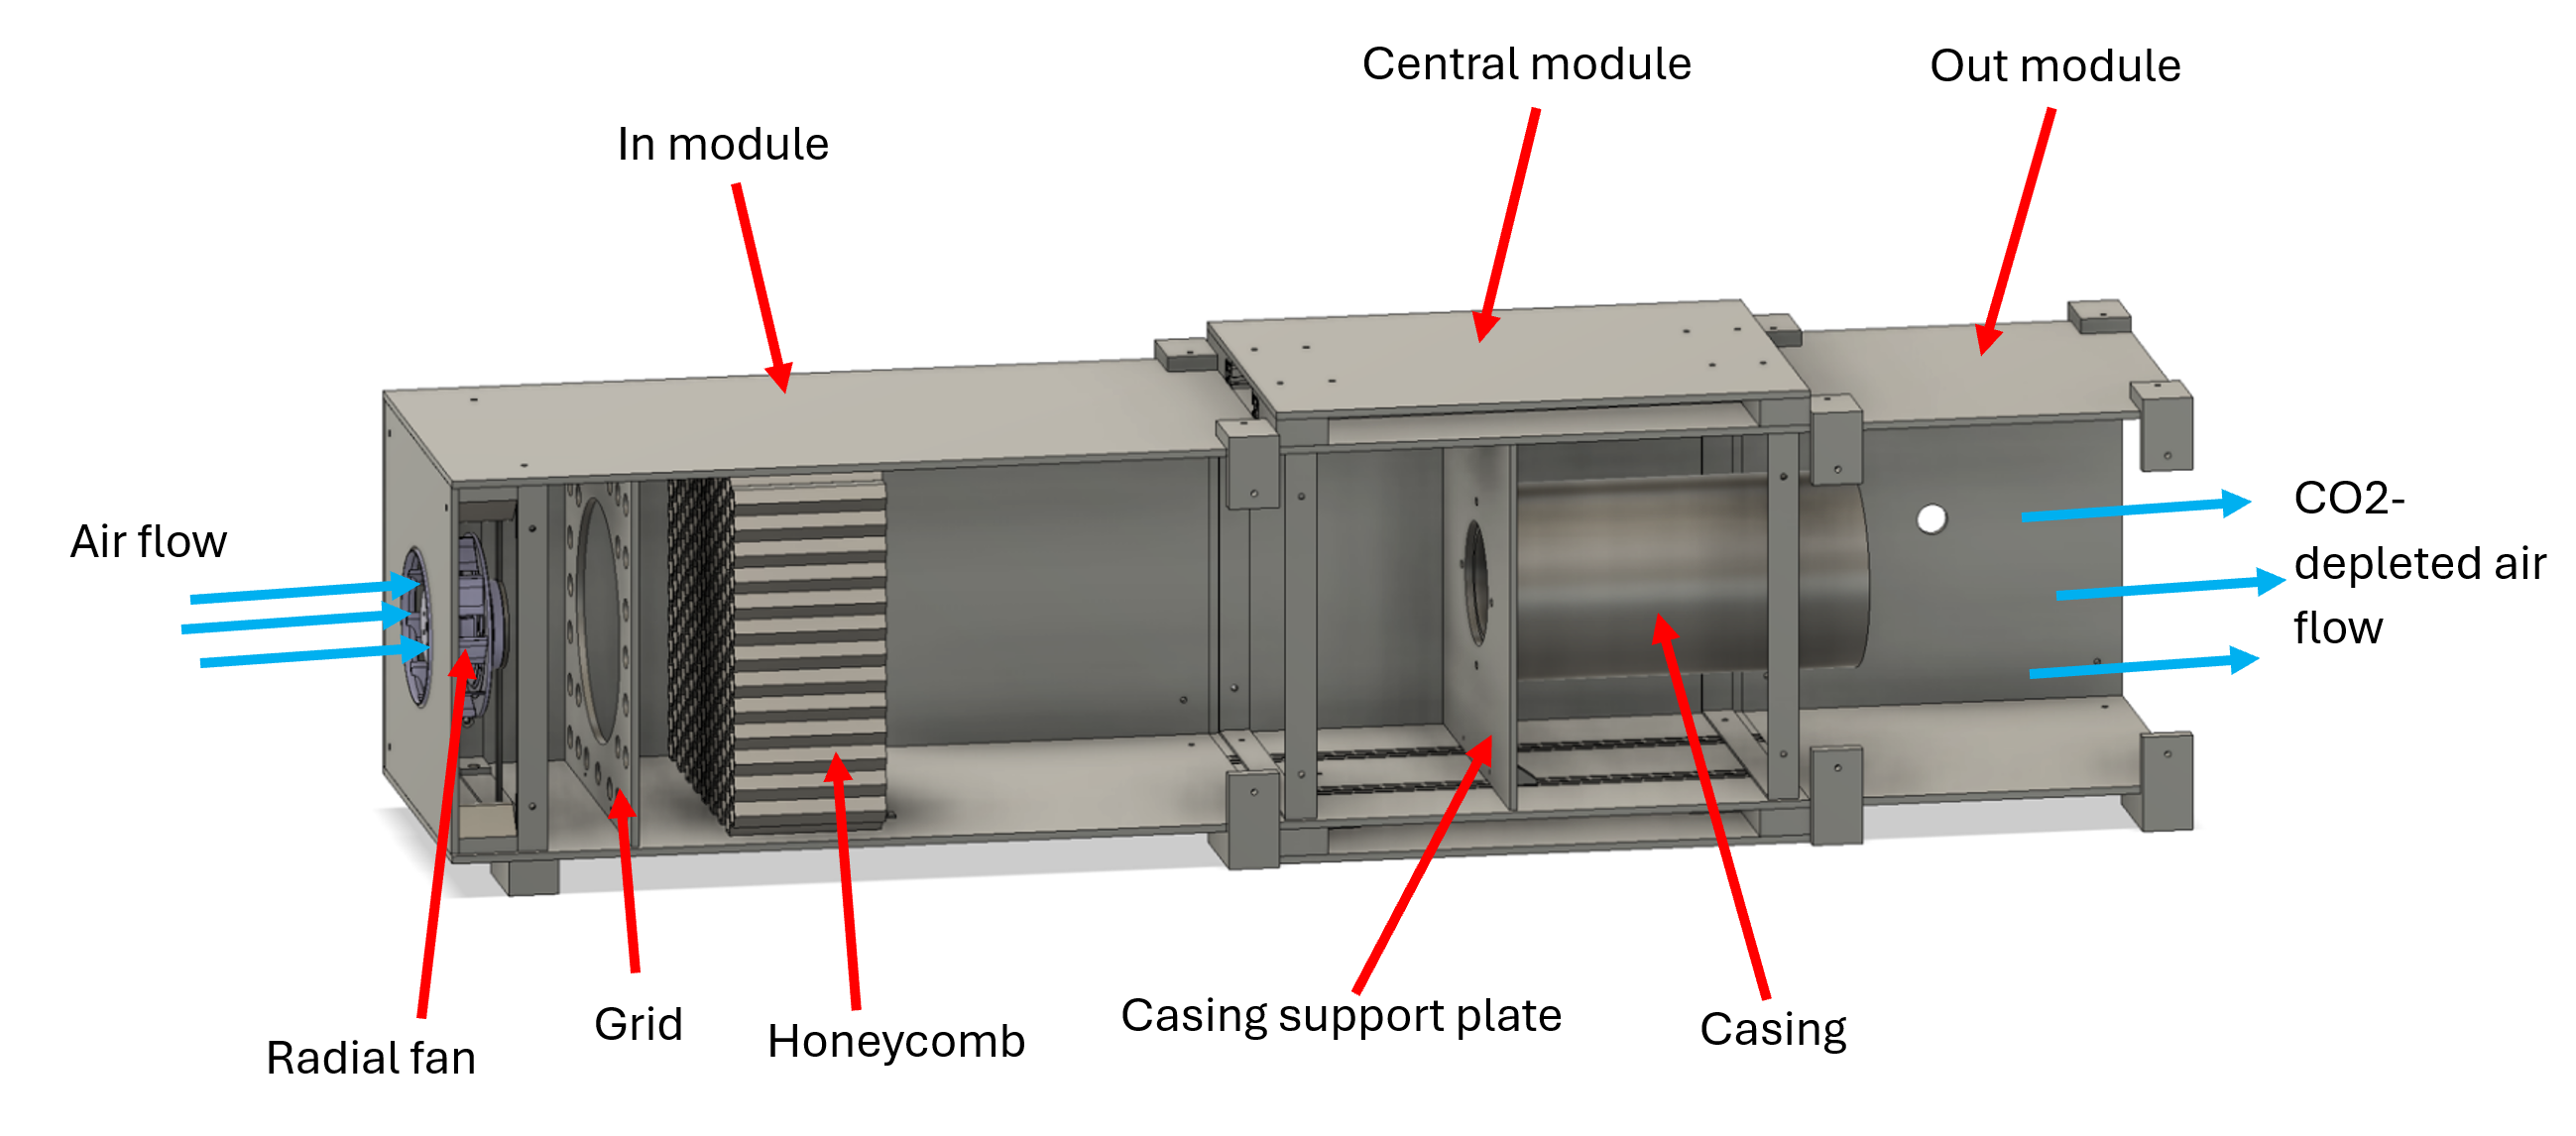 Central module
Out module
In module
Air flow
CO2-
depleted air
flow
Casing support plate
Casing
Grid
Honeycomb
Radial fan